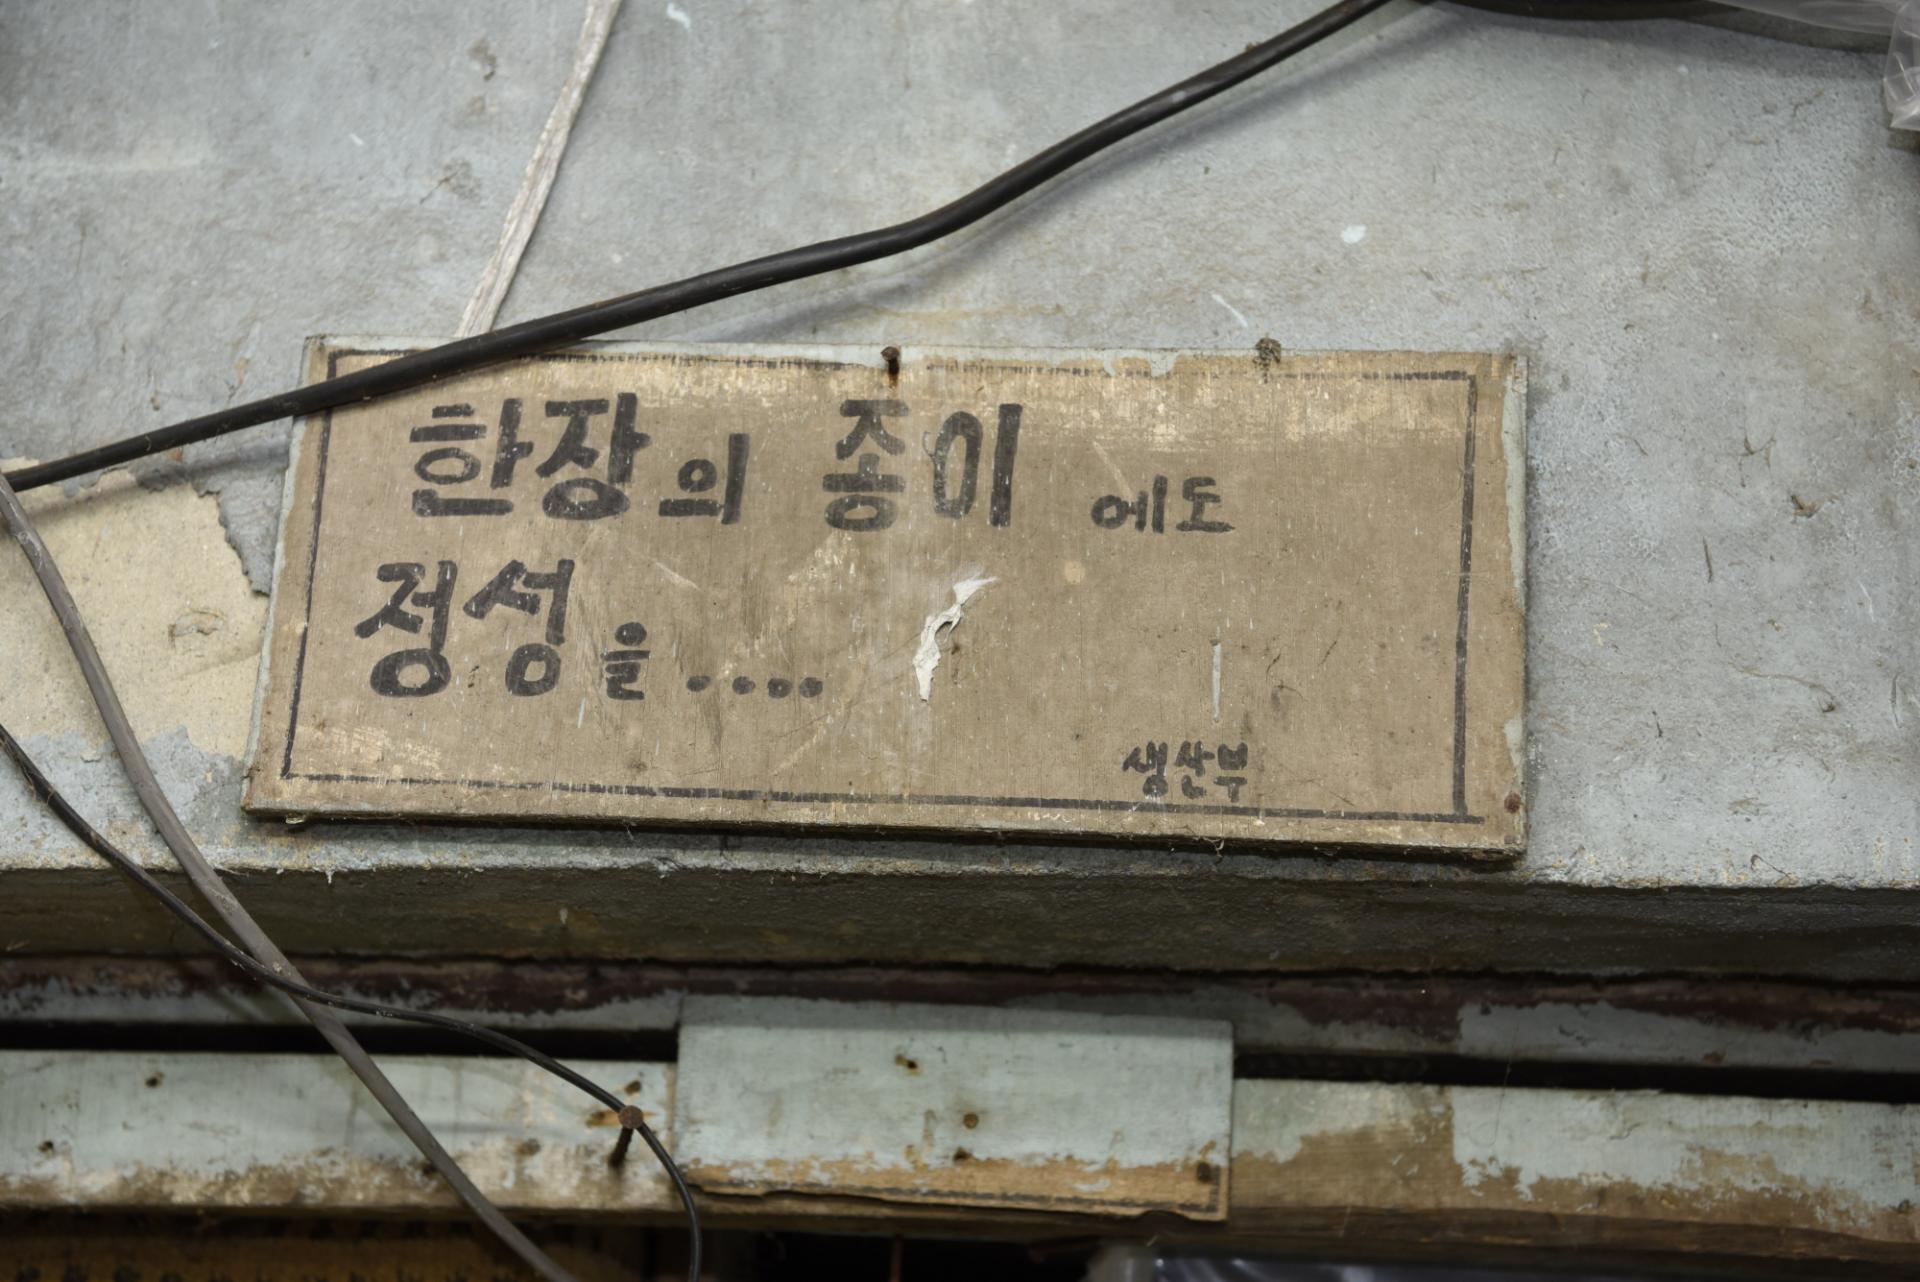 한장의 종이에도
정성을....
생산부